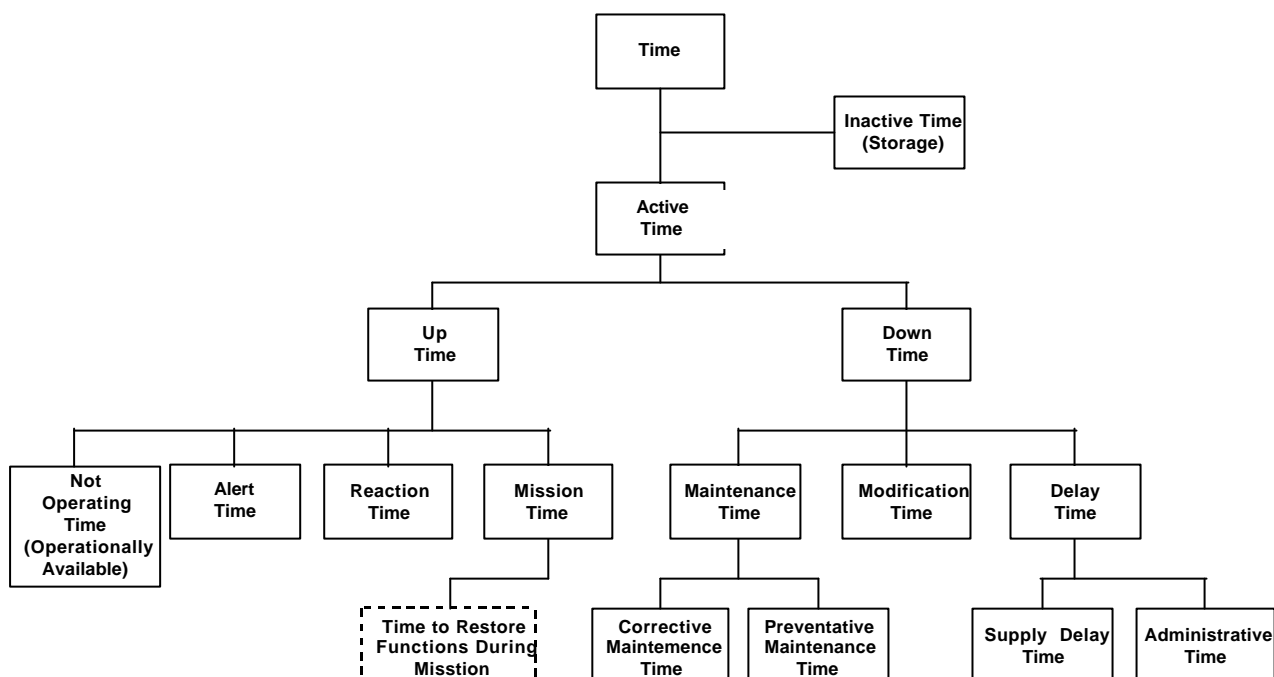 Time
Inactive Time
(Storage)
Active
Time
Up
Time
Down
Time
Not
Operating
Time
(Operationally
Available)
Alert
Time
Reaction
Time
Mission
Time
Maintenance
Time
Modification
Time
Delay
Time
Time to Restore
Functions During
Misstion
Corrective
Maintemence
Time
Preventative
Maintenance
Time
Supply Delay
Time
Administrative
Time